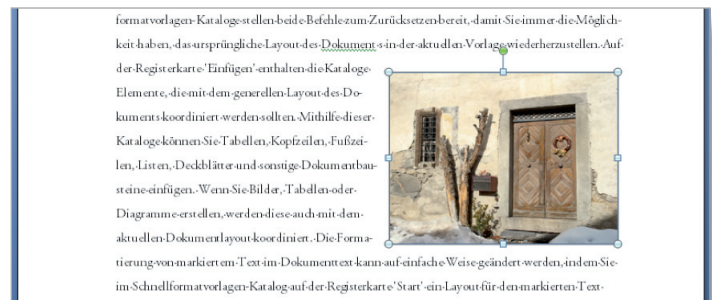 formatvorlagen-Kataloge·stellen·beide·Befehle·zum·Zurücksetzen·bereit,·damit·Sie·immer·die·Möglich-
keit·haben,·das·ursprüngliche·Layout·des·Dokument·s·in·der·aktuellen·Vorlage·wiederherzustellen.·Auf·
der·Registerkarte·'Einfügen'·enthalten·die·Kataloge·
Elemente,·die·mit·dem·generellen·Layout·des·Do-
kuments·koordiniert·werden·sollten.·Mithilfe·dieser·
Kataloge·können·Sie·Tabellen,·Kopfzeilen,·Fußzei-
len,·Listen,·Deckblätter·und·sonstige·Dokumentbau-
steine·einfügen.·Wenn·Sie·Bilder,·Tabellen·oder·
Diagramme·erstellen,·werden·diese·auch·mit·dem·
aktuellen·Dokumentlayout·koordiniert.·Die·Forma-
tierung·von·markiertem·Text·im·Dokumenttext·kann·auf·einfache·Weise·geändert·werden,·indem·Sie·
im·Schnellformatvorlagen-Katalog·auf·der·Registerkarte·'Start'·ein·Layout·für·den·markierten·Text·